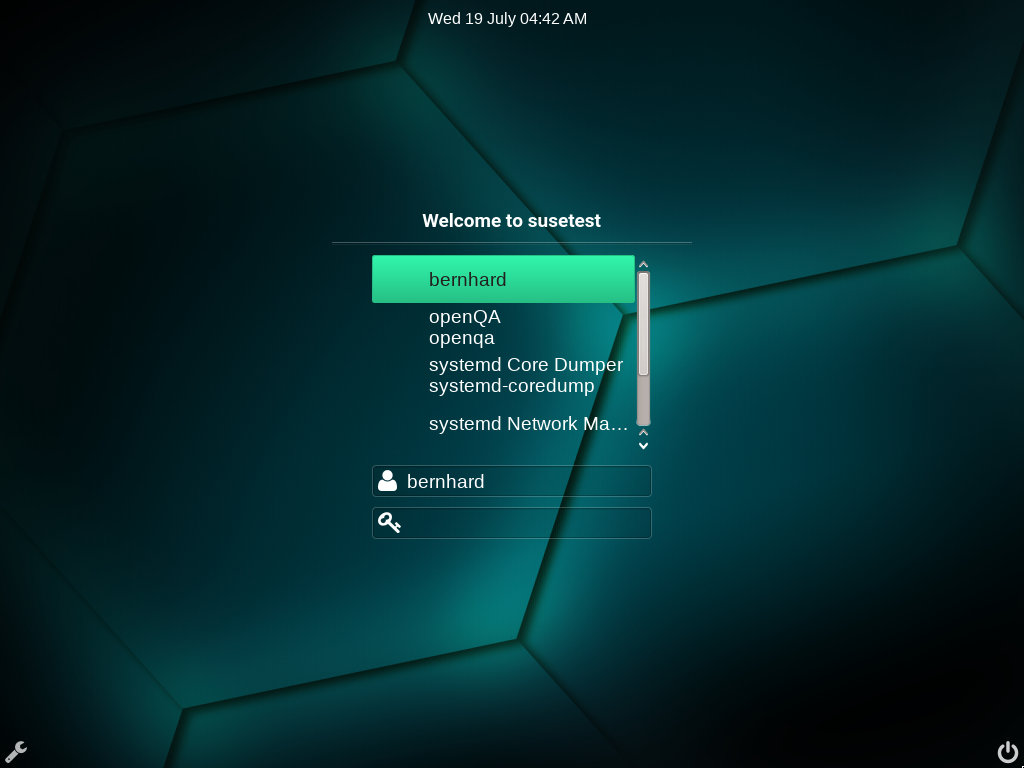 Wed 19 July 04:42 AM
Welcome to susetest
bernhard
openQA
openqa
systemd Core Dumper
systemd-coredump
systemd Network Ma…
bernhard